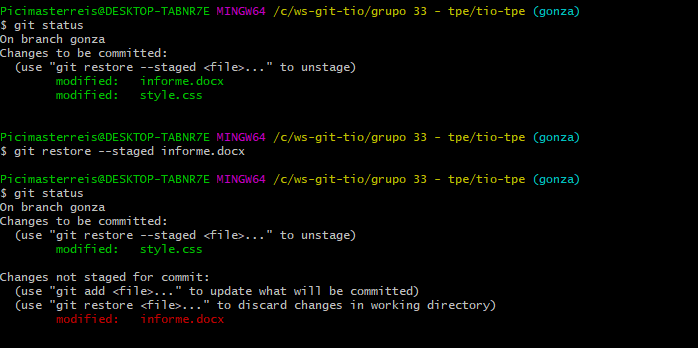 Picimasterreis@DESKTOP-TABNR7E MINGW64 /c/ws-git-tio/grupo 33 - tpe/tio-tpe (gonza)
$ git status
On branch gonza
Changes to be committed:
  (use "git restore --staged <file>..." to unstage)
        modified:   informe.docx
        modified:   style.css

Picimasterreis@DESKTOP-TABNR7E MINGW64 /c/ws-git-tio/grupo 33 - tpe/tio-tpe (gonza)
$ git restore --staged informe.docx

Picimasterreis@DESKTOP-TABNR7E MINGW64 /c/ws-git-tio/grupo 33 - tpe/tio-tpe (gonza)
$ git status
On branch gonza
Changes to be committed:
  (use "git restore --staged <file>..." to unstage)
        modified:   style.css

Changes not staged for commit:
  (use "git add <file>..." to update what will be committed)
  (use "git restore <file>..." to discard changes in working directory)
        modified:   informe.docx